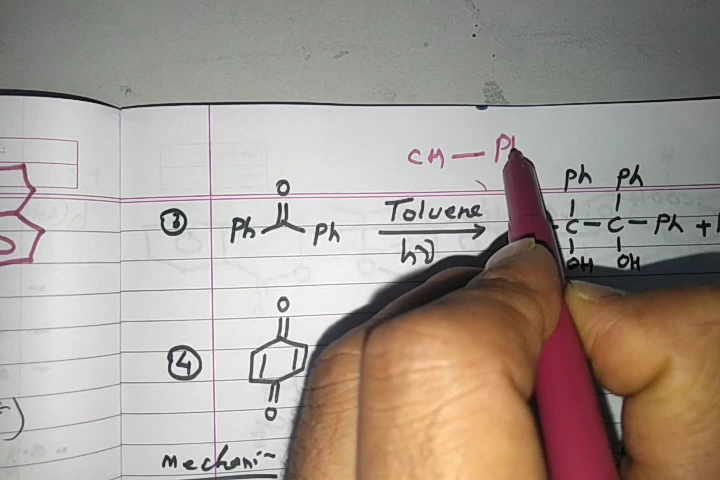 CH — Ph
Ph Ph
③ O Toluene
Ph Ph hν C – C – Ph +
OH OH
④ O
O
Mechani